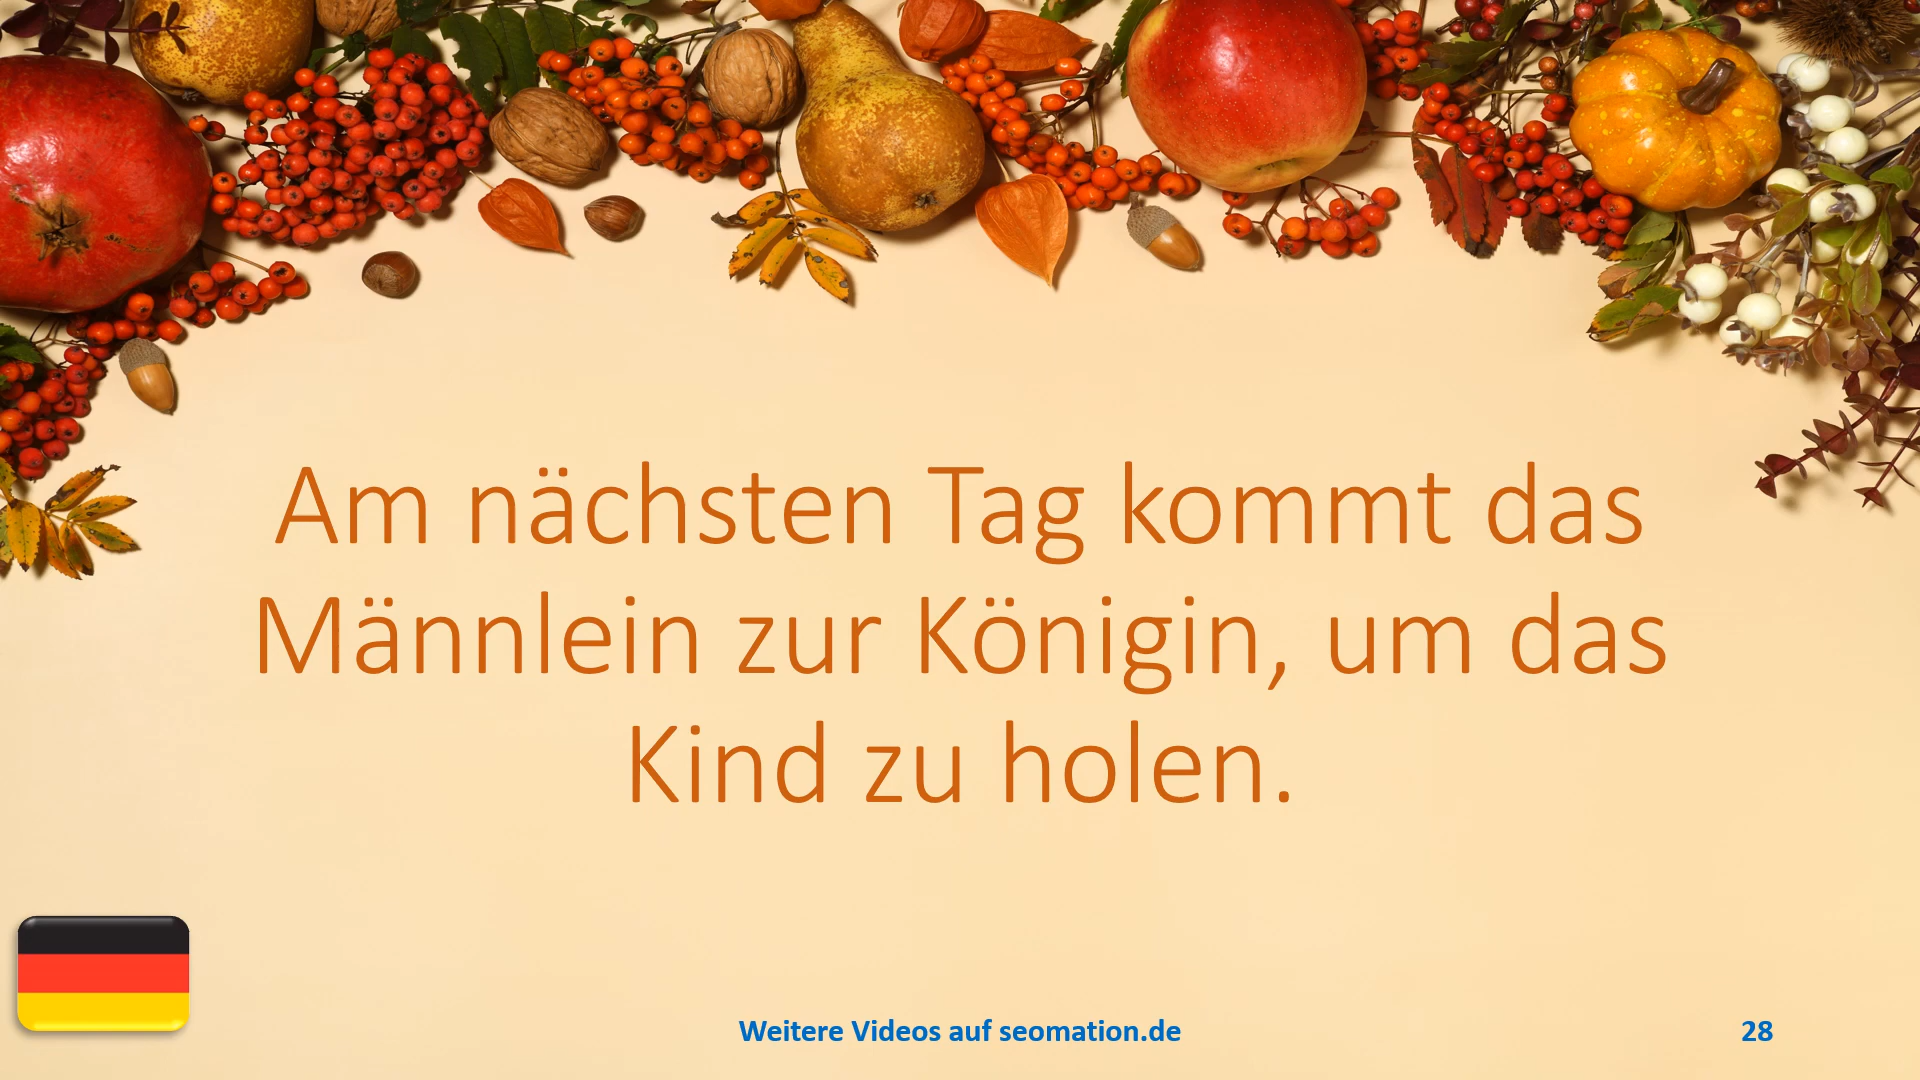 Am nächsten Tag kommt das
Männlein zur Königin, um das
Kind zu holen.
Weitere Videos auf seomation.de
28